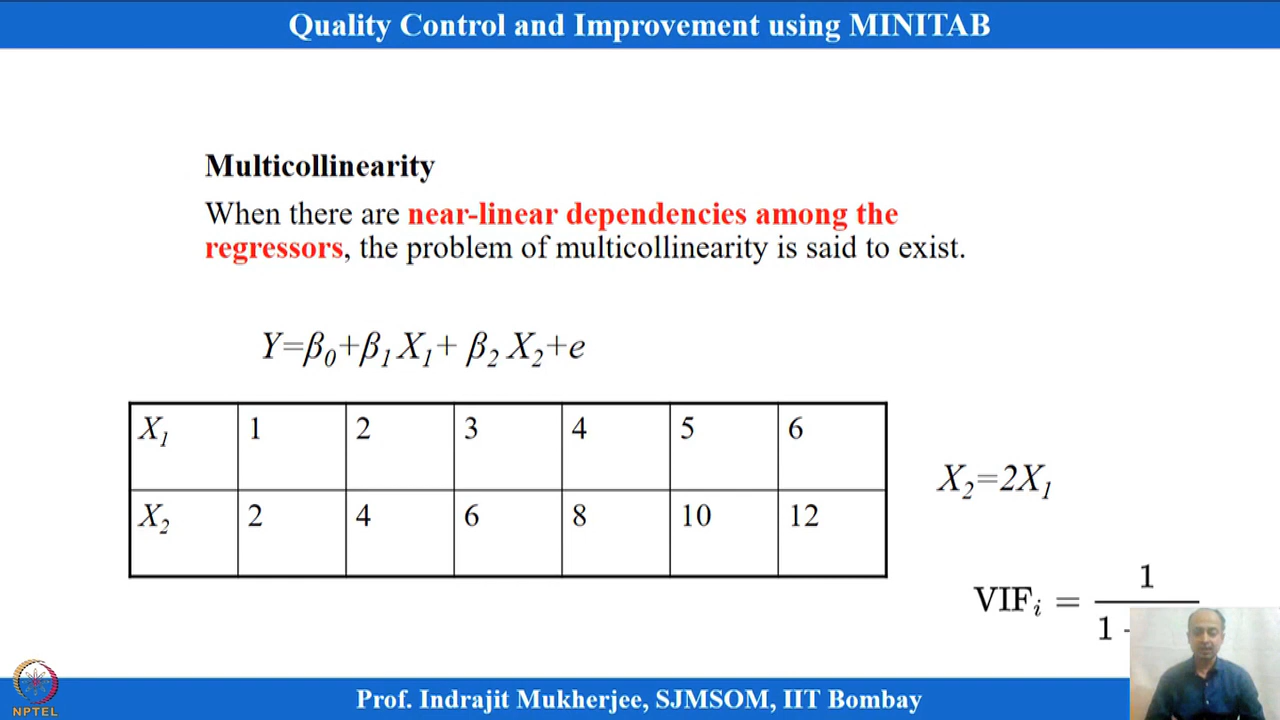 Quality Control and Improvement using MINITAB
Multicollinearity
When there are near-linear dependencies among the
regressors, the problem of multicollinearity is said to exist.
Y=β₀+β₁X₁+ β₂X₂+e
X₁ 1 2 3 4 5 6
X₂=2X₁
X₂ 2 4 6 8 10 12
VIFᵢ = 1 / 1 -
NPTEL
Prof. Indrajit Mukherjee, SJMSOM, IIT Bombay